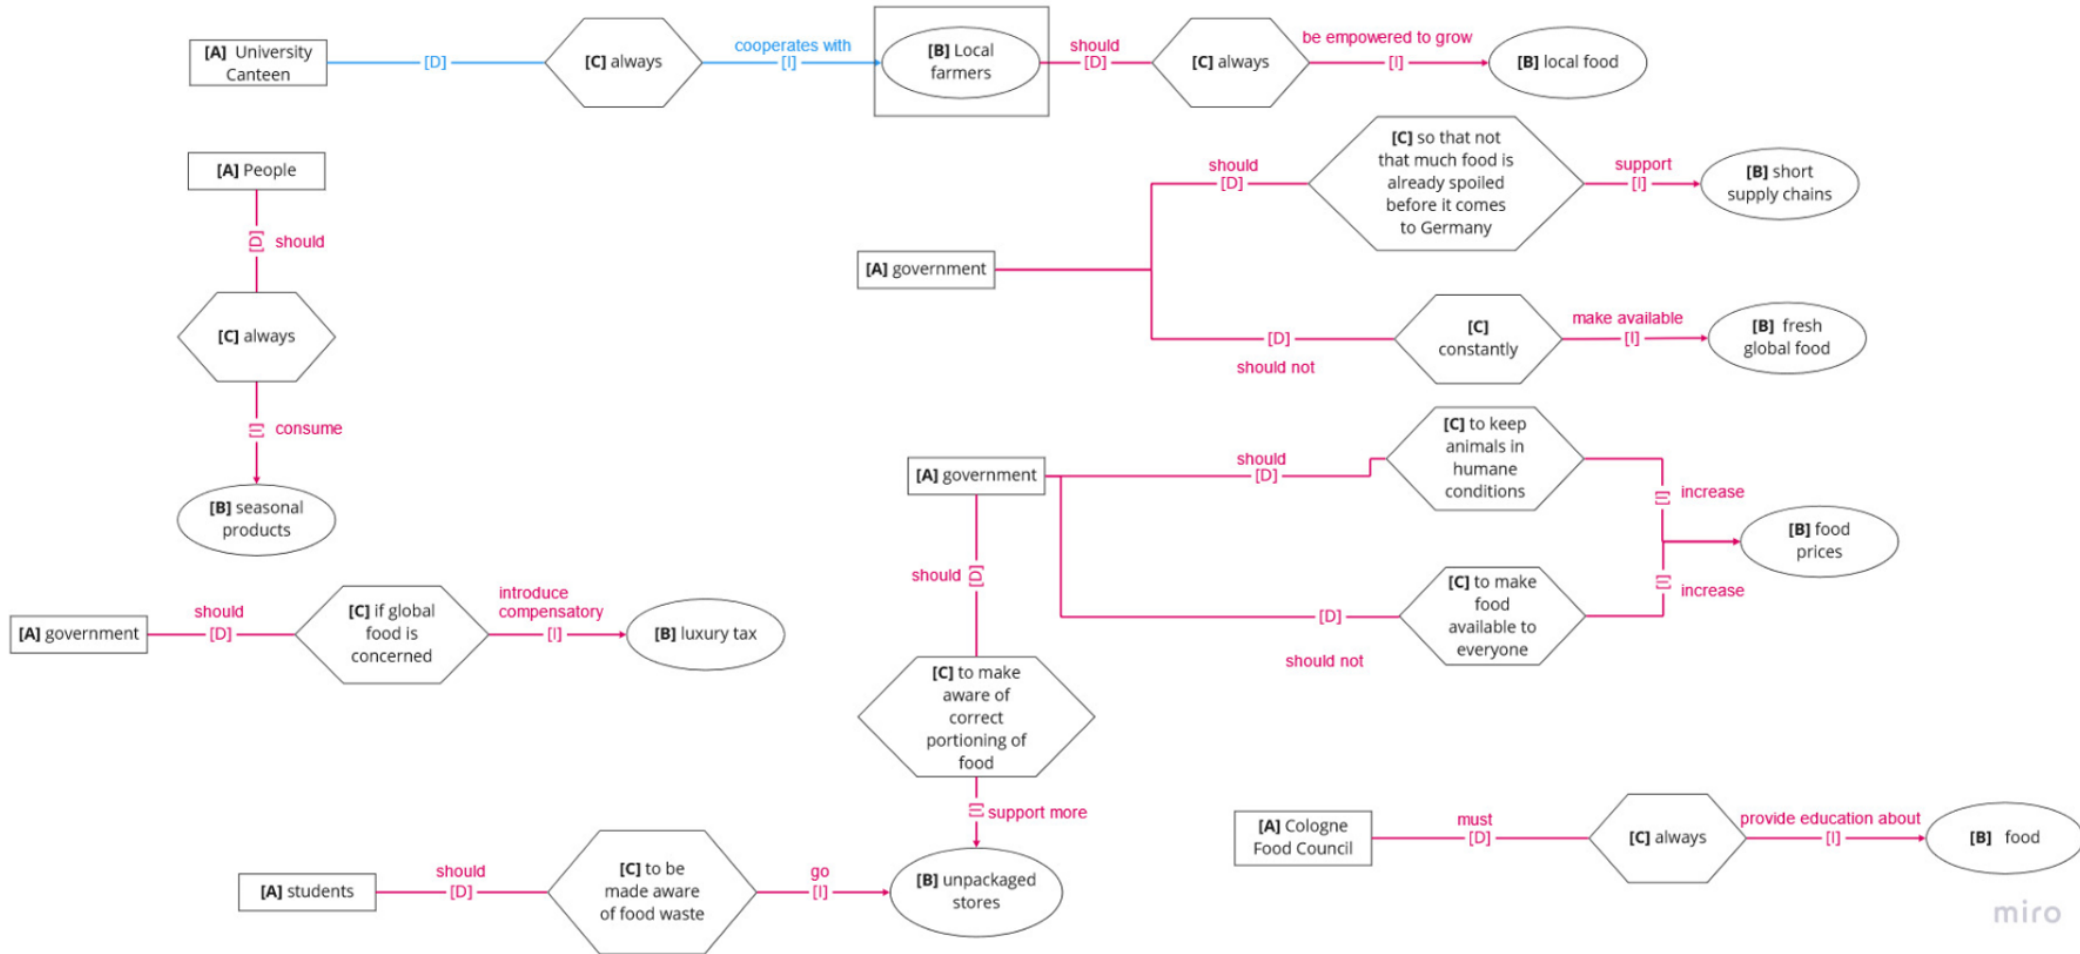 [A] University
Canteen
[D]
[C] always
cooperates with
[I]
[B] Local
farmers
should
[D]
[C] always
be empowered to grow
[I]
[B] local food
[A] People
[D] should
[C] always
[I] consume
[B] seasonal
products
[A] government
should
[D]
[C] so that not
that much food is
already spoiled
before it comes
to Germany
support
[I]
[B] short
supply chains
[D]
should not
[C]
constantly
make available
[I]
[B] fresh
global food
[A] government
should
[D]
[C] to keep
animals in
humane
conditions
[I] increase
[B] food
prices
[D]
should not
[C] to make
food
available to
everyone
[I] increase
should [D]
[C] to make
aware of
correct
portioning of
food
[I] support more
[B] unpackaged
stores
[A] government
should
[D]
[C] if global
food is
concerned
introduce
compensatory
[I]
[B] luxury tax
[A] students
should
[D]
[C] to be
made aware
of food waste
go
[I]
[A] Cologne
Food Council
must
[D]
[C] always
provide education about
[I]
[B] food
miro